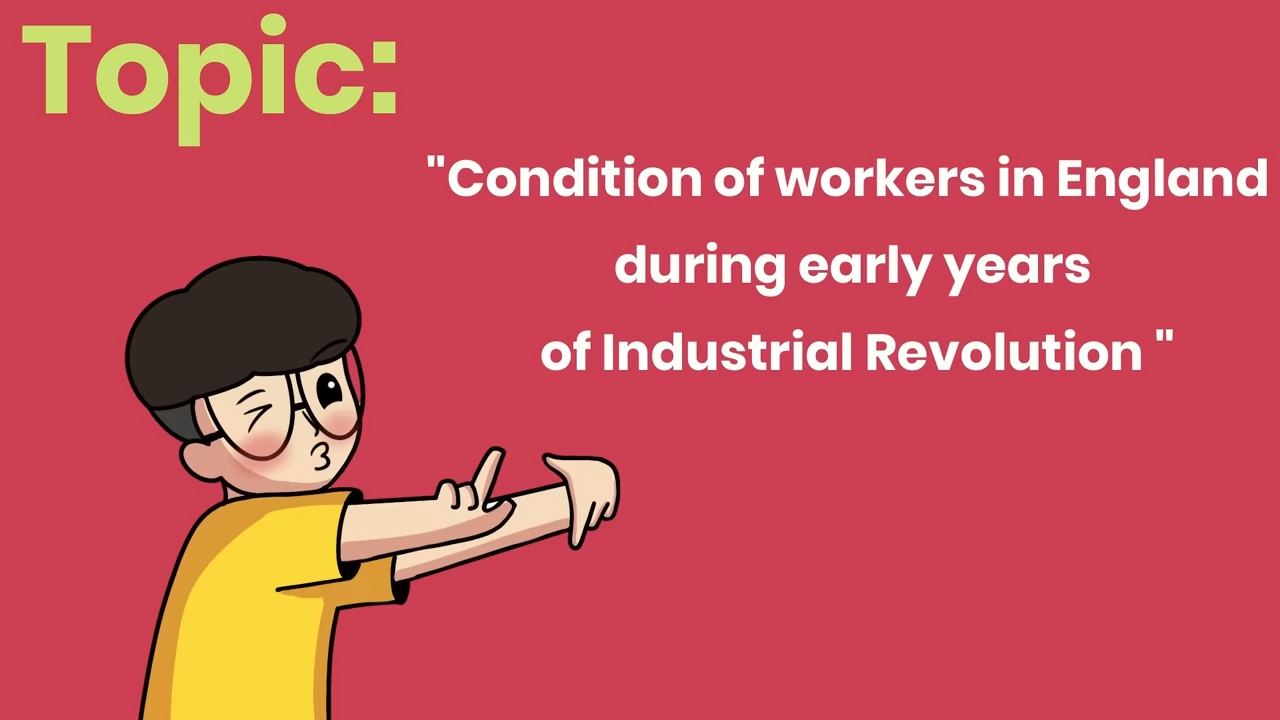 Topic:
"Condition of workers in England
during early years
of Industrial Revolution "